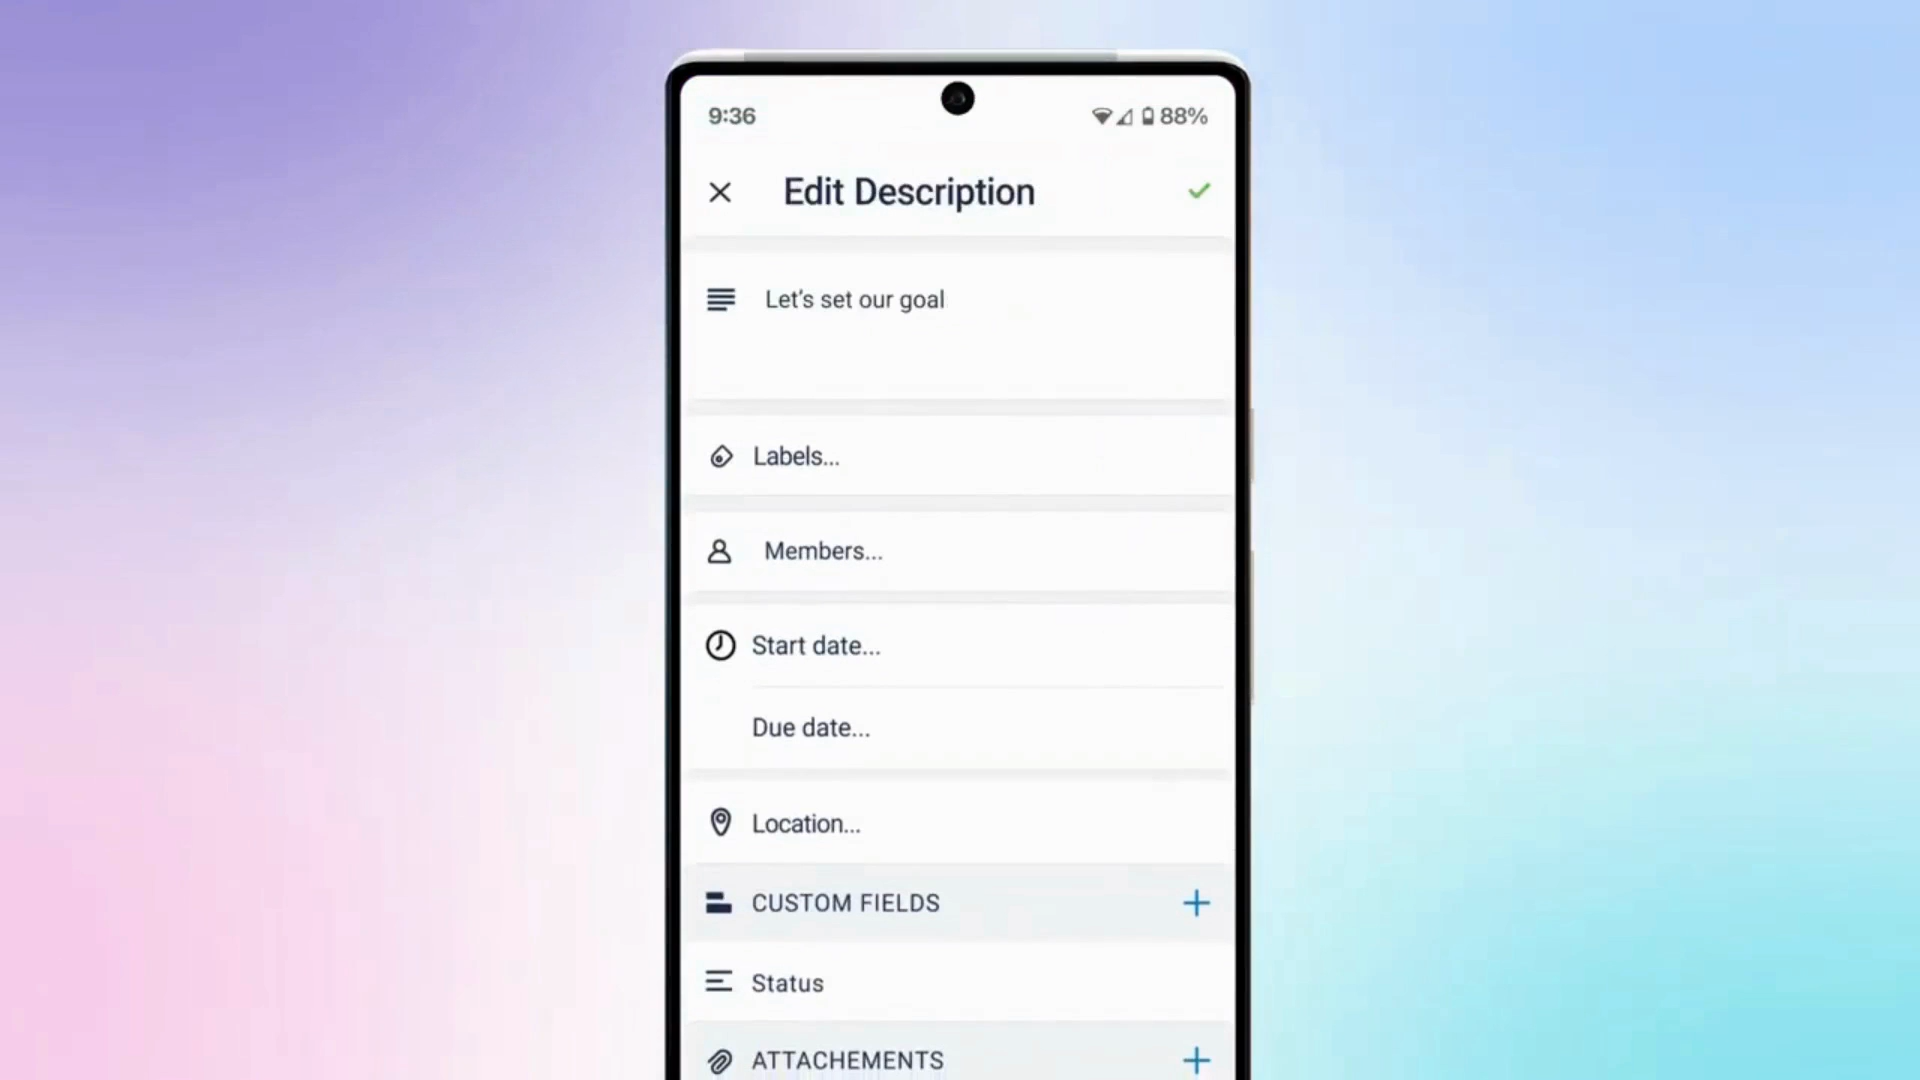 9:36
88%
Edit Description
Let’s set our goal
Labels...
Members...
Start date...
Due date...
Location...
CUSTOM FIELDS
Status
ATTACHEMENTS